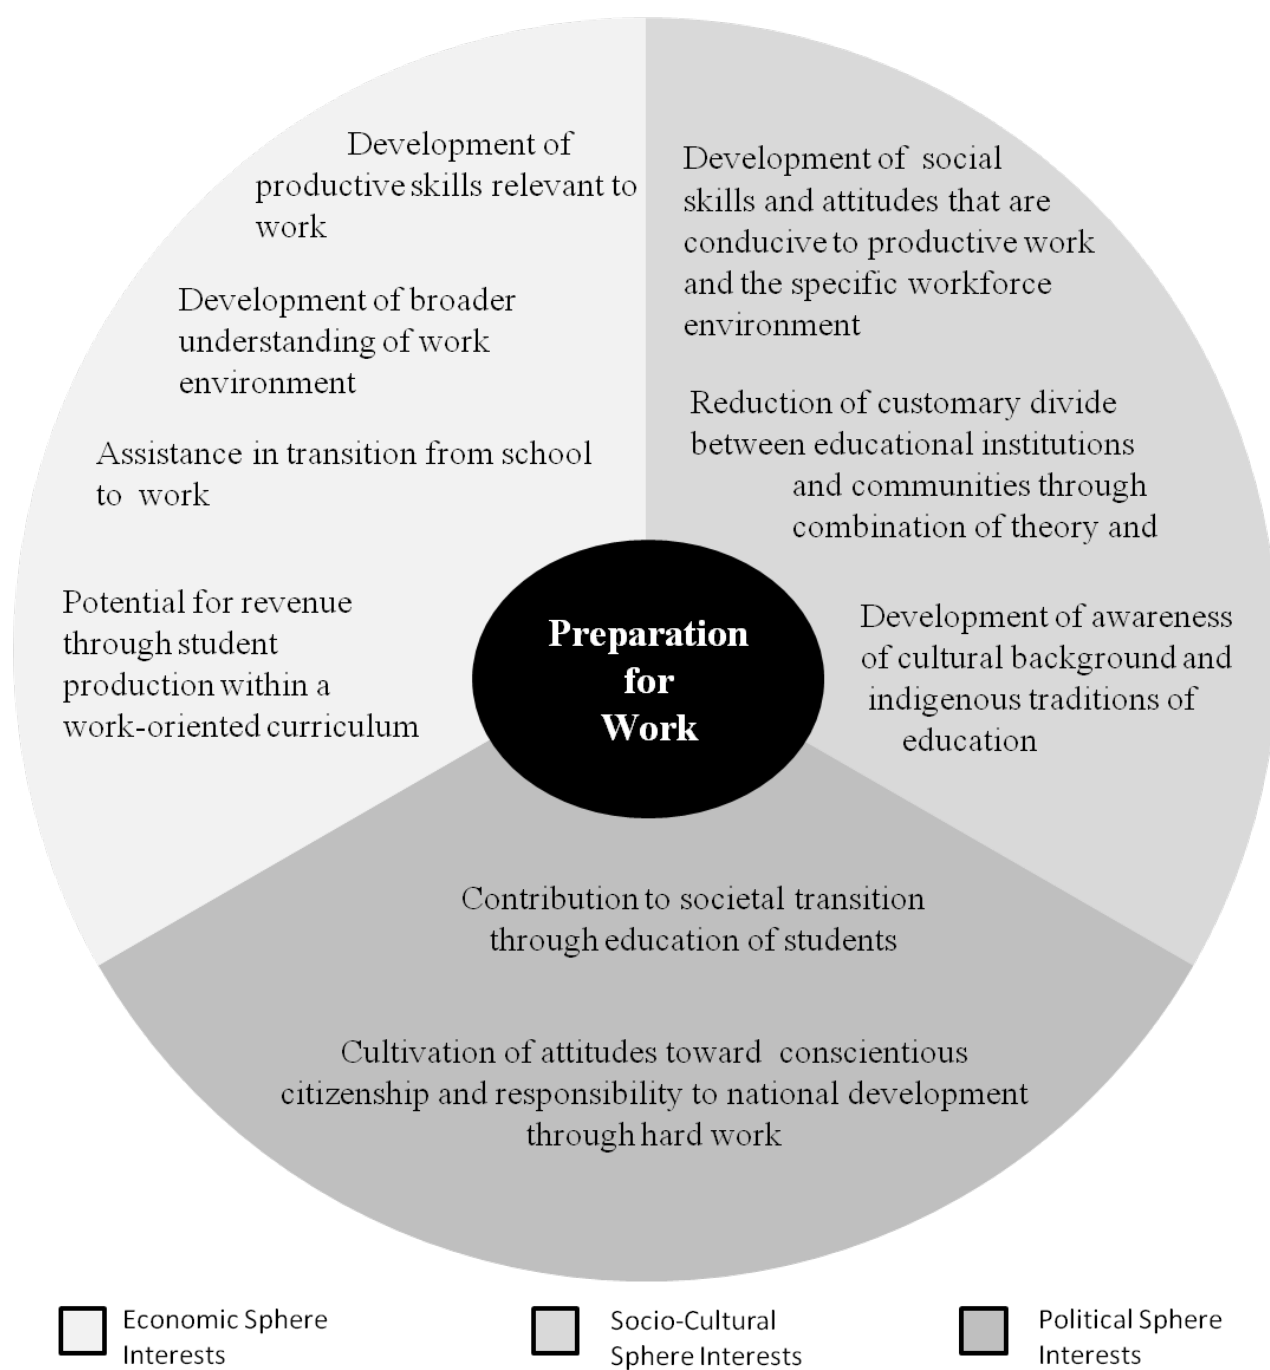 Development of
productive skills relevant to
work
Development of broader
understanding of work
environment
Assistance in transition from school
to work
Potential for revenue
through student
production within a
work-oriented curriculum
Development of social
skills and attitudes that are
conducive to productive work
and the specific workforce
environment
Reduction of customary divide
between educational institutions
and communities through
combination of theory and
Development of awareness
of cultural background and
indigenous traditions of
education
Preparation
for
Work
Contribution to societal transition
through education of students
Cultivation of attitudes toward conscientious
citizenship and responsibility to national development
through hard work
Economic Sphere
Interests
Socio-Cultural
Sphere Interests
Political Sphere
Interests